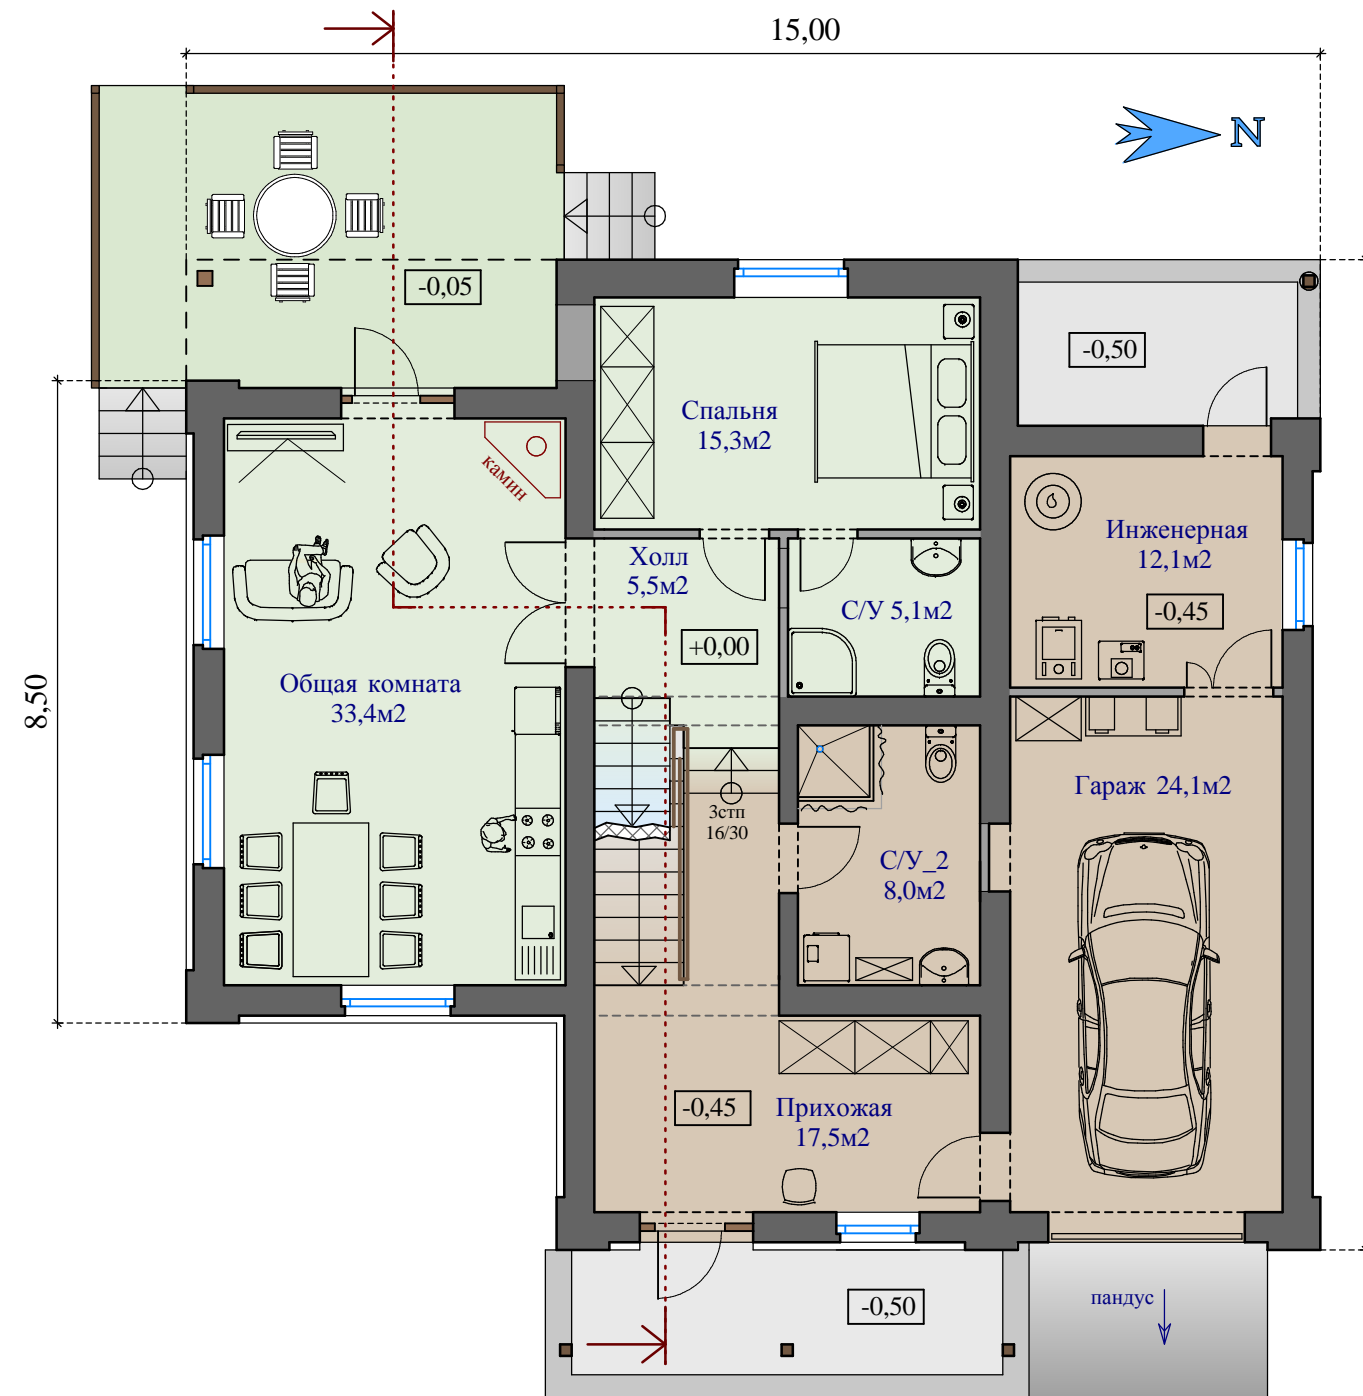 15,00
N
-0,05
-0,50
Спальня
15,3м2
камин
Инженерная
12,1м2
Холл
5,5м2
С/У 5,1м2
-0,45
+0,00
Общая комната
33,4м2
8,50
Гараж 24,1м2
3стп
16/30
С/У_2
8,0м2
-0,45
Прихожая
17,5м2
-0,50
пандус